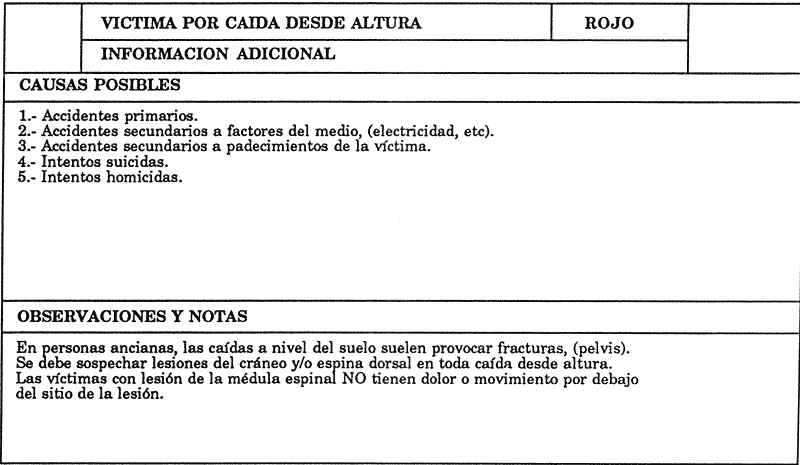 VICTIMA POR CAIDA DESDE ALTURA ROJO
INFORMACION ADICIONAL
CAUSAS POSIBLES
1.- Accidentes primarios.
2.- Accidentes secundarios a factores del medio, (electricidad, etc).
3.- Accidentes secundarios a padecimientos de la víctima.
4.- Intentos suicidas.
5.- Intentos homicidas.
OBSERVACIONES Y NOTAS
En personas ancianas, las caídas a nivel del suelo suelen provocar fracturas, (pelvis).
Se debe sospechar lesiones del cráneo y/o espina dorsal en toda caída desde altura.
Las víctimas con lesión de la médula espinal NO tienen dolor o movimiento por debajo
del sitio de la lesión.